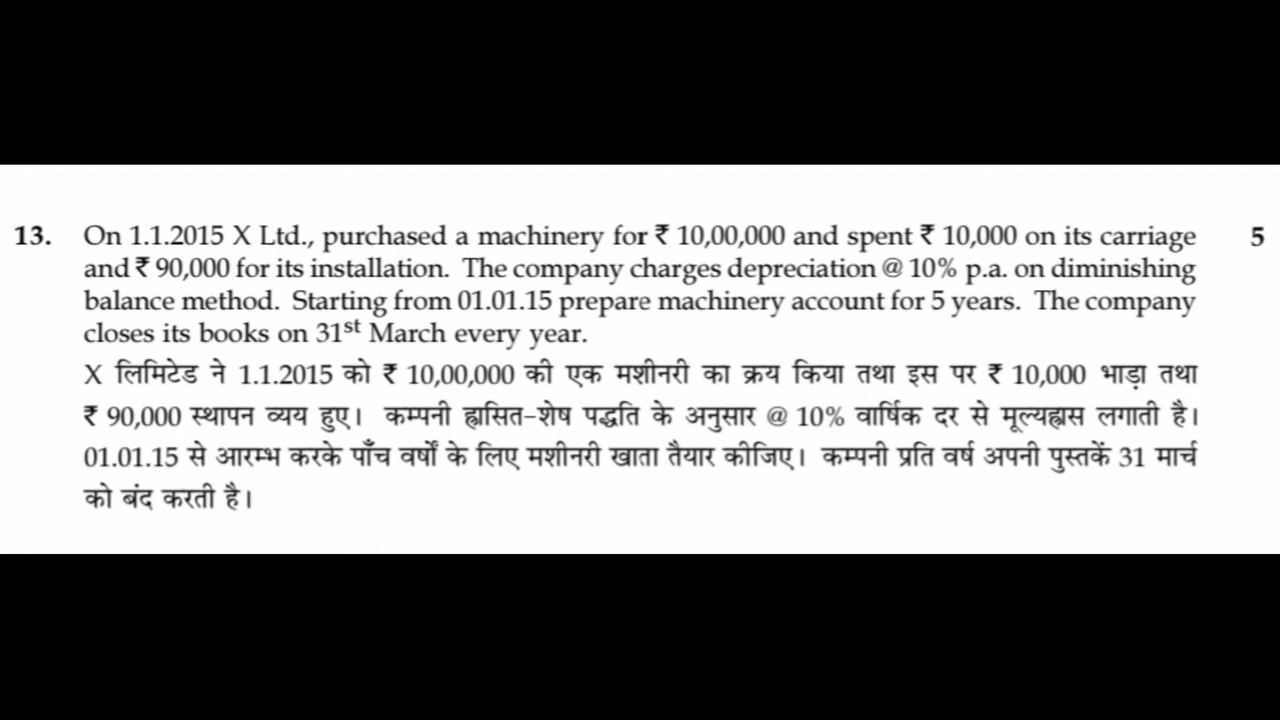 13. On 1.1.2015 X Ltd., purchased a machinery for ₹ 10,00,000 and spent ₹ 10,000 on its carriage 5
and ₹ 90,000 for its installation. The company charges depreciation @ 10% p.a. on diminishing
balance method. Starting from 01.01.15 prepare machinery account for 5 years. The company
closes its books on 31st March every year.
X लिमिटेड ने 1.1.2015 को ₹ 10,00,000 की एक मशीनरी का क्रय किया तथा इस पर ₹ 10,000 भाड़ा तथा
₹ 90,000 स्थापन व्यय हुए। कम्पनी ह्रासित-शेष पद्धति के अनुसार @ 10% वार्षिक दर से मूल्यह्रास लगाती है।
01.01.15 से आरम्भ करके पाँच वर्षों के लिए मशीनरी खाता तैयार कीजिए। कम्पनी प्रति वर्ष अपनी पुस्तकें 31 मार्च
को बंद करती है।